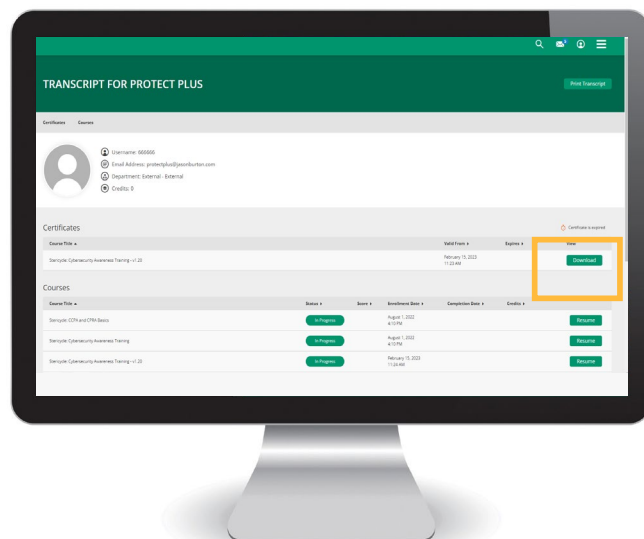 TRANSCRIPT FOR PROTECT PLUS
Print Transcript
Certificates Courses
Username: 666666
Email Address: protectplus@jasonburton.com
Department: External - External
Credits: 0
Certificates
Certificate is expired
Course Title Valid From Expires View
Stericycle: Cybersecurity Awareness Training - v1.20 February 15, 2023 Download
11:23 AM
Courses
Course Title Status Score Enrollment Date Completion Date Credits
Stericycle: CCPA and CPRA Basics In Progress August 1, 2022 Resume
4:10 PM
Stericycle: Cybersecurity Awareness Training In Progress August 1, 2022 Resume
4:10 PM
Stericycle: Cybersecurity Awareness Training - v1.20 In Progress February 15, 2023 Resume
11:24 AM